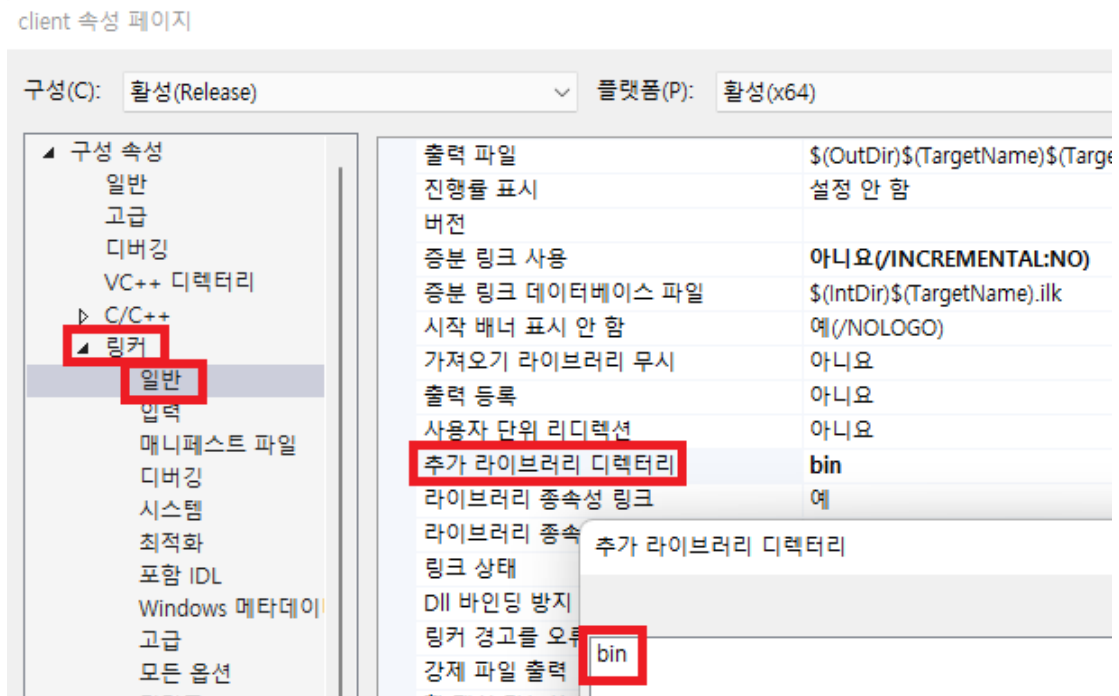 client 속성 페이지
구성(C): 활성(Release) 플랫폼(P): 활성(x64)
구성 속성
일반
고급
디버깅
VC++ 디렉터리
C/C++
링커
일반
입력
매니페스트 파일
디버깅
시스템
최적화
포함 IDL
Windows 메타데이
고급
모든 옵션
출력 파일 $(OutDir)$(TargetName)$(Targe
진행률 표시 설정 안 함
버전
증분 링크 사용 아니요(/INCREMENTAL:NO)
증분 링크 데이터베이스 파일 $(IntDir)$(TargetName).ilk
시작 배너 표시 안 함 예(/NOLOGO)
가져오기 라이브러리 무시 아니요
출력 등록 아니요
사용자 단위 리디렉션 아니요
추가 라이브러리 디렉터리 bin
라이브러리 종속성 링크 예
라이브러리 종속
링크 상태
Dll 바인딩 방지
링커 경고를 오류
강제 파일 출력
추가 라이브러리 디렉터리
bin